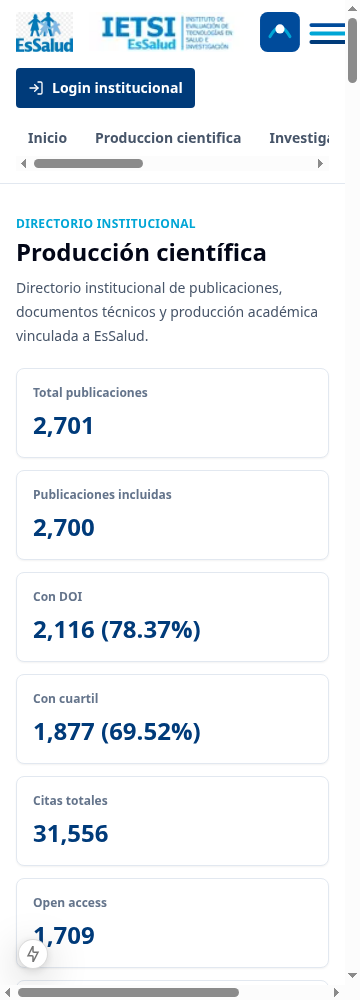 EsSalud
IETSI
EsSalud
INSTITUTO DE
EVALUACIÓN DE
TECNOLOGÍAS EN
SALUD E
INVESTIGACIÓN
Login institucional
Inicio Produccion cientifica Investiga
DIRECTORIO INSTITUCIONAL
Producción científica
Directorio institucional de publicaciones,
documentos técnicos y producción académica
vinculada a EsSalud.
Total publicaciones
2,701
Publicaciones incluidas
2,700
Con DOI
2,116 (78.37%)
Con cuartil
1,877 (69.52%)
Citas totales
31,556
Open access
1,709